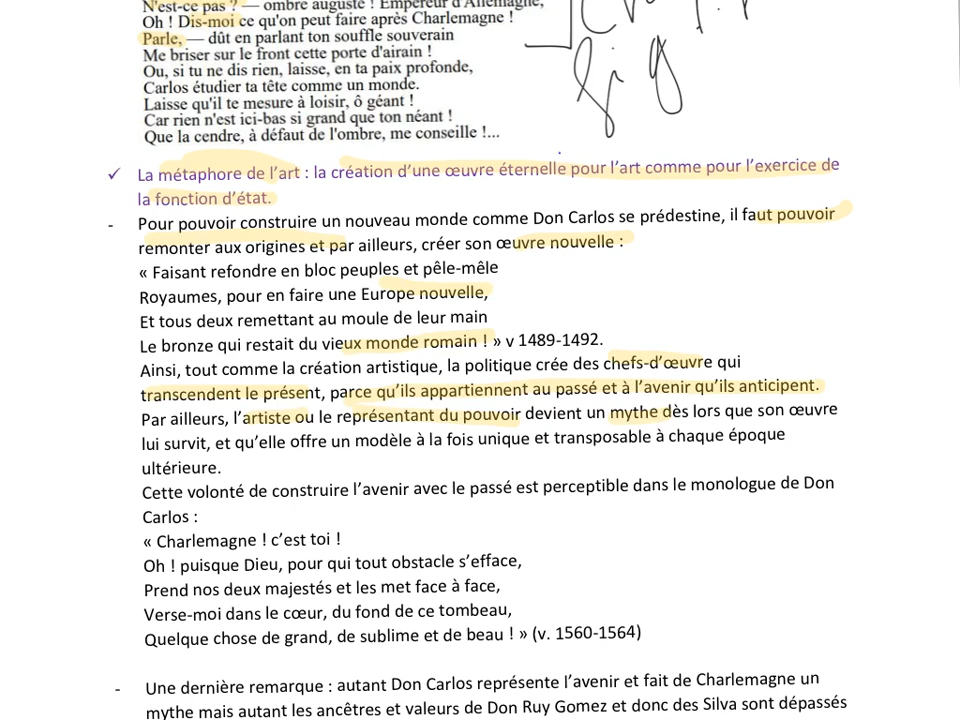 N'est-ce pas ? — ombre auguste ! Empereur d'Allemagne,
Oh ! Dis-moi ce qu'on peut faire après Charlemagne !
Parle, — dût en parlant ton souffle souverain
Me briser sur le front cette porte d'airain !
Ou, si tu ne dis rien, laisse, en ta paix profonde,
Carlos étudier ta tête comme un monde.
Laisse qu'il te mesure à loisir, ô géant !
Car rien n'est ici-bas si grand que ton néant !
Que la cendre, à défaut de l'ombre, me conseille !...
✓ La métaphore de l'art : la création d'une œuvre éternelle pour l'art comme pour l'exercice de
la fonction d'état.
- Pour pouvoir construire un nouveau monde comme Don Carlos se prédestine, il faut pouvoir
remonter aux origines et par ailleurs, créer son œuvre nouvelle :
« Faisant refondre en bloc peuples et pêle-mêle
Royaumes, pour en faire une Europe nouvelle,
Et tous deux remettant au moule de leur main
Le bronze qui restait du vieux monde romain ! » v 1489-1492.
Ainsi, tout comme la création artistique, la politique crée des chefs-d'œuvre qui
transcendent le présent, parce qu'ils appartiennent au passé et à l'avenir qu'ils anticipent.
Par ailleurs, l'artiste ou le représentant du pouvoir devient un mythe dès lors que son œuvre
lui survit, et qu'elle offre un modèle à la fois unique et transposable à chaque époque
ultérieure.
Cette volonté de construire l'avenir avec le passé est perceptible dans le monologue de Don
Carlos :
« Charlemagne ! c'est toi !
Oh ! puisque Dieu, pour qui tout obstacle s'efface,
Prend nos deux majestés et les met face à face,
Verse-moi dans le cœur, du fond de ce tombeau,
Quelque chose de grand, de sublime et de beau ! » (v. 1560-1564)
- Une dernière remarque : autant Don Carlos représente l'avenir et fait de Charlemagne un
mythe mais autant les ancêtres et valeurs de Don Ruy Gomez et donc des Silva sont dépassés